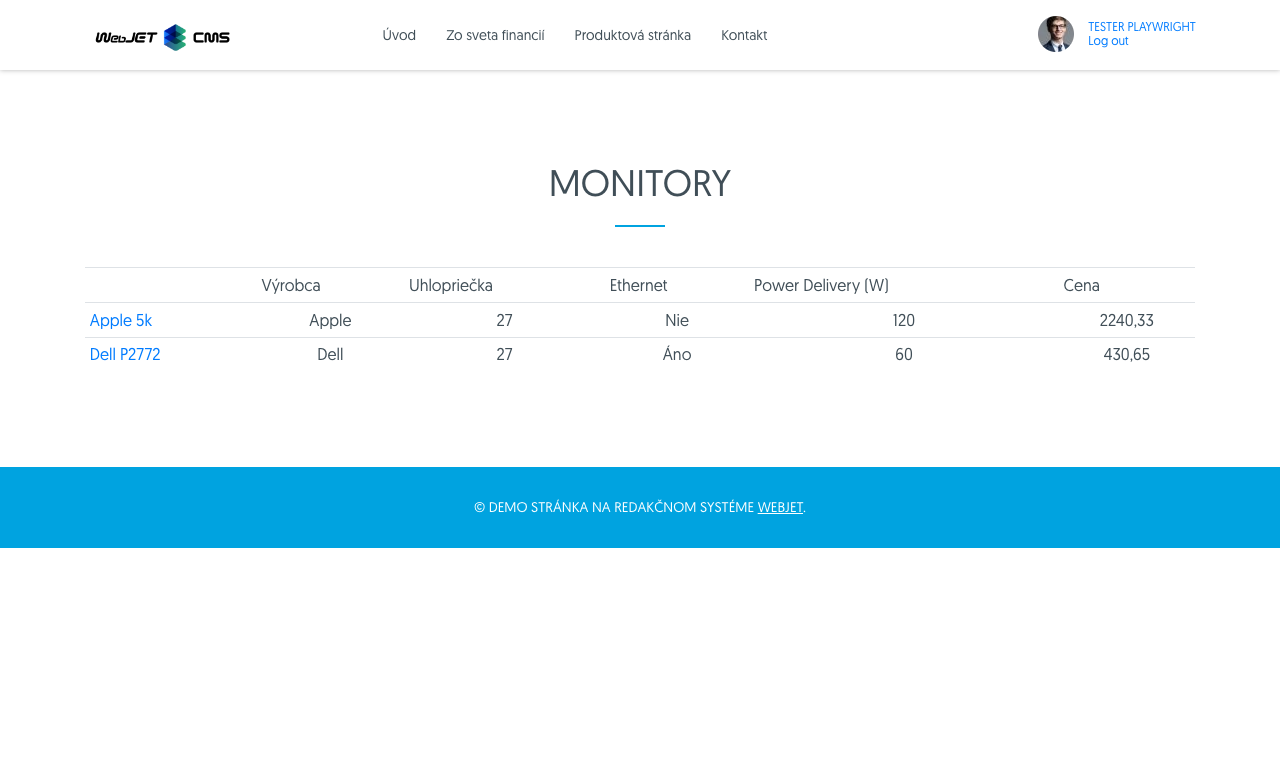 WebJET CMS
Úvod Zo sveta financií Produktová stránka Kontakt
TESTER PLAYWRIGHT
Log out
MONITORY
Výrobca Uhlopriečka Ethernet Power Delivery (W) Cena
Apple 5k Apple 27 Nie 120 2240,33
Dell P2772 Dell 27 Áno 60 430,65
© DEMO STRÁNKA NA REDAKČNOM SYSTÉME WEBJET.